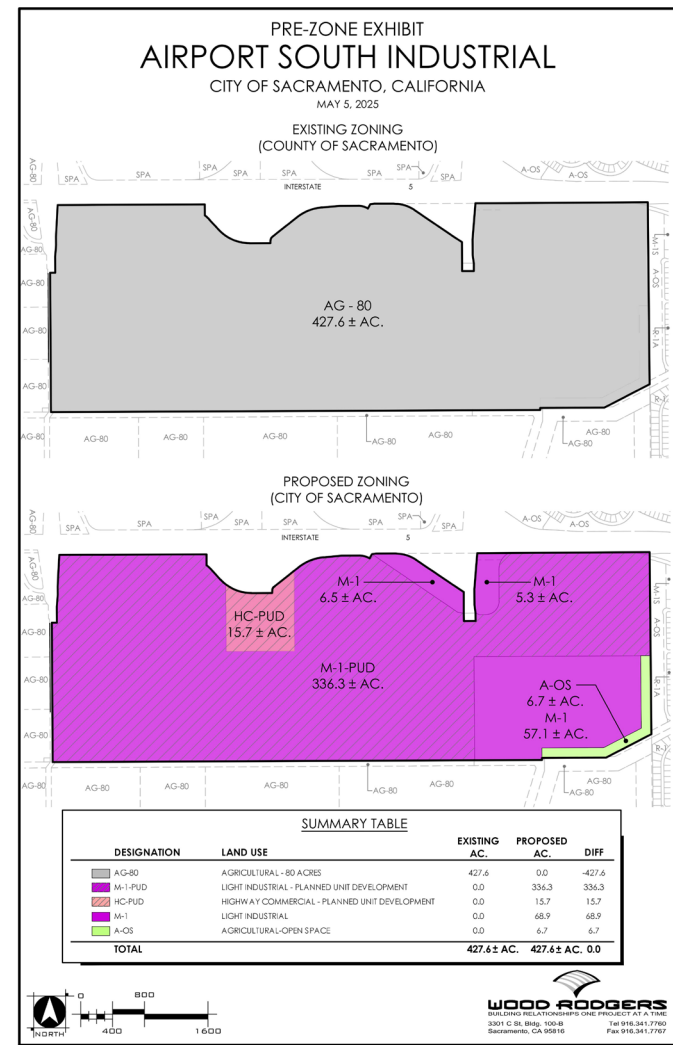 PRE-ZONE EXHIBIT
AIRPORT SOUTH INDUSTRIAL
CITY OF SACRAMENTO, CALIFORNIA
MAY 5, 2025
EXISTING ZONING
(COUNTY OF SACRAMENTO)
AG-80
SPA
SPA
SPA
SPA
SPA
SPA
SPA
SPA
A-OS
A-OS
INTERSTATE 5
AG-80
AG-80
AG-80
AG-80
AG-80
M-1S
A-OS
R-1A
R-1
AG - 80
427.6 ± AC.
AG-80
AG-80
AG-80
AG-80
AG-80
AG-80
AG-80
AG-80
PROPOSED ZONING
(CITY OF SACRAMENTO)
AG-80
SPA
SPA
SPA
SPA
SPA
SPA
SPA
SPA
A-OS
A-OS
INTERSTATE 5
AG-80
AG-80
AG-80
AG-80
M-1S
A-OS
R-1A
R-1
M-1
6.5 ± AC.
M-1
5.3 ± AC.
HC-PUD
15.7 ± AC.
M-1-PUD
336.3 ± AC.
A-OS
6.7 ± AC.
M-1
57.1 ± AC.
AG-80
AG-80
AG-80
AG-80
AG-80
AG-80
AG-80
AG-80
SUMMARY TABLE
DESIGNATION LAND USE EXISTING AC. PROPOSED AC. DIFF
AG-80 AGRICULTURAL - 80 ACRES 427.6 0.0 -427.6
M-1-PUD LIGHT INDUSTRIAL - PLANNED UNIT DEVELOPMENT 0.0 336.3 336.3
HC-PUD HIGHWAY COMMERCIAL - PLANNED UNIT DEVELOPMENT 0.0 15.7 15.7
M-1 LIGHT INDUSTRIAL 0.0 68.9 68.9
A-OS AGRICULTURAL-OPEN SPACE 0.0 6.7 6.7
TOTAL 427.6± AC. 427.6± AC. 0.0
NORTH
0 800
400 1600
WOOD RODGERS
BUILDING RELATIONSHIPS ONE PROJECT AT A TIME
3301 C St, Bldg. 100-B Tel 916.341.7760
Sacramento, CA 95816 Fax 916.341.7767